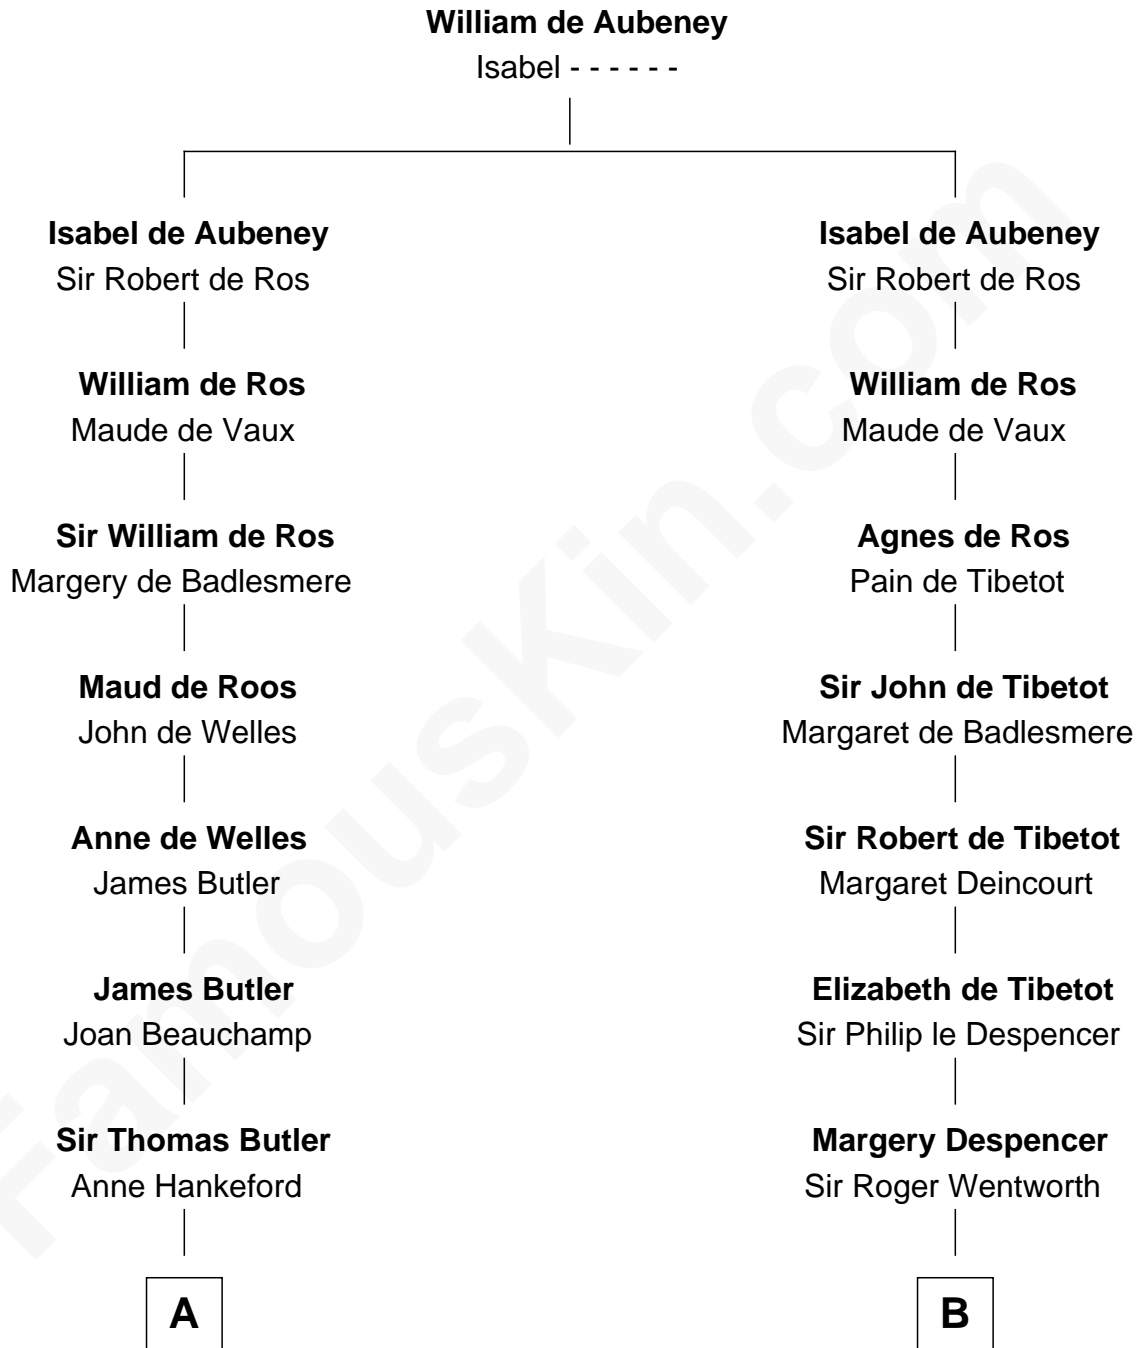 William de Aubeney
Isabel - - - - - -
Isabel de Aubeney
Sir Robert de Ros
Isabel de Aubeney
Sir Robert de Ros
William de Ros
Maude de Vaux
William de Ros
Maude de Vaux
Sir William de Ros
Margery de Badlesmere
Agnes de Ros
Pain de Tibetot
Maud de Roos
John de Welles
Sir John de Tibetot
Margaret de Badlesmere
Anne de Welles
James Butler
Sir Robert de Tibetot
Margaret Deincourt
James Butler
Joan Beauchamp
Elizabeth de Tibetot
Sir Philip le Despencer
Sir Thomas Butler
Anne Hankeford
Margery Despencer
Sir Roger Wentworth
A
B
FamousKin.com